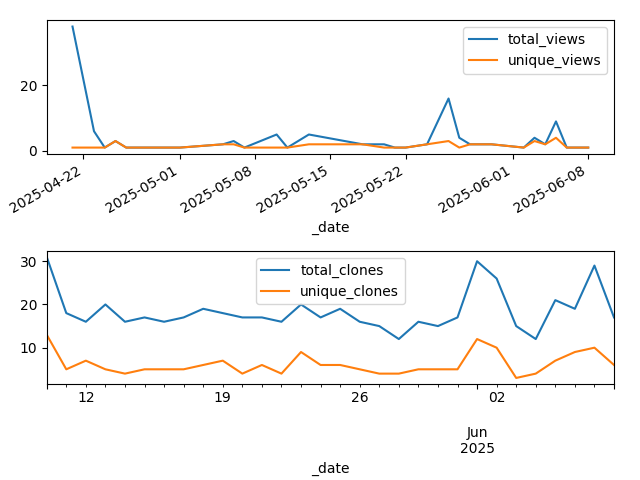 total_views
unique_views
20
0
2025-04-22
2025-05-01
2025-05-08
2025-05-15
2025-05-22
2025-06-01
2025-06-08
_date
total_clones
unique_clones
30
20
10
12
19
26
02
Jun
2025
_date